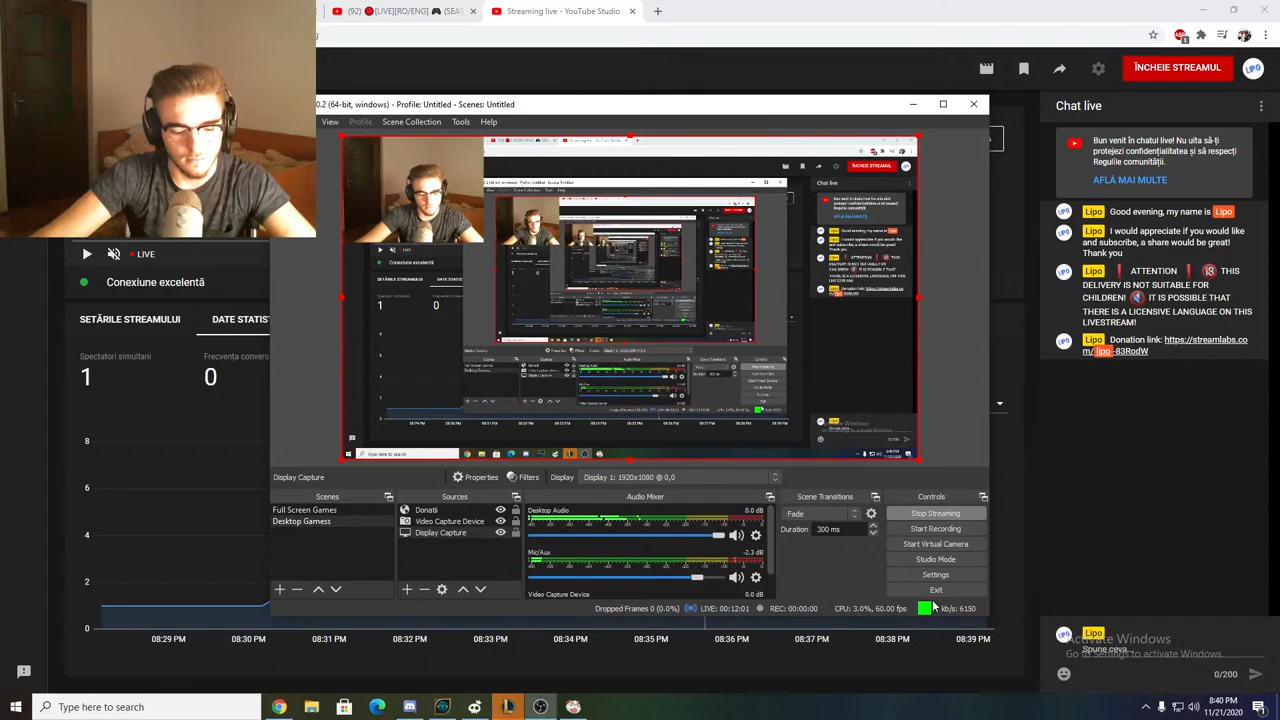 (92) 🔴[LIVE][RO/ENG] 🎮 (SEAS
Streaming live - YouTube Studio
ÎNCHEIE STREAMUL
LIPO
0.2 (64-bit, windows) - Profile: Untitled - Scenes: Untitled
View Profile Scene Collection Tools Help
LIVE
Conexiune excelentă
SETĂRILE STREAMULUI DATE STATIS
Spectatori simultani Frecvența convers
1 0
8
6
4
2
0
08:29 PM 08:30 PM 08:31 PM 08:32 PM 08:33 PM 08:34 PM 08:35 PM 08:36 PM 08:37 PM 08:38 PM 08:39 PM
Display Capture Properties Filters Display Display 1: 1920x1080 @ 0,0
Scenes Sources Audio Mixer Scene Transitions Controls
Full Screen Games
Desktop Gamess
Donatii
Video Capture Device
Display Capture
Desktop Audio 0.0 dB
Mic/Aux -2.3 dB
Video Capture Device 0.0 dB
Fade
Duration 300 ms
Stop Streaming
Start Recording
Start Virtual Camera
Studio Mode
Settings
Exit
Dropped Frames 0 (0.0%) LIVE: 00:12:01 REC: 00:00:00 CPU: 3.0%, 60.00 fps kb/s: 6150
Chat live
Bun venit în chatul live! Nu uita să-ți
protejezi confidențialitatea și să respecți
Regulile comunității.
AFLĂ MAI MULTE
Lipo Good evening, my name is Lipo
Lipo I would appreciate if you would like
and subscribe, a share would be great!
Thank you
Lipo ❗ ATTENTION ❗ 🔞 THIS
DELIVERY IS NOT SUITABLE FOR
CHILDREN! 🔇 IT IS POSSIBLE THAT
THERE IS A LICENSIVE LANGUAGE ON THIS
LIVESTREAM!
Lipo Donation link:
Lipo
Spune ceva...
Activate Windows
Go to Settings to activate Windows.
0/200
Type here to search
8:40 PM
11/21/2020